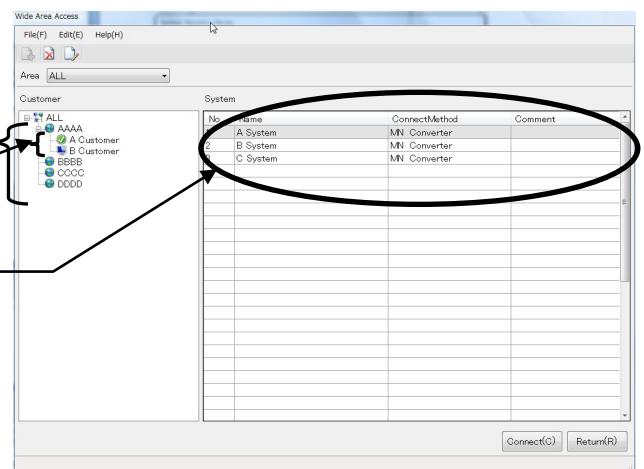 Wide Area Access
File(F) Edit(E) Help(H)
Area ALL
Customer System
ALL
AAAA
A Customer
B Customer
BBBB
CCCC
DDDD
No Name ConnectMethod Comment
A System MN Converter
2 B System MN Converter
C System MN Converter
Connect(C) Return(R)